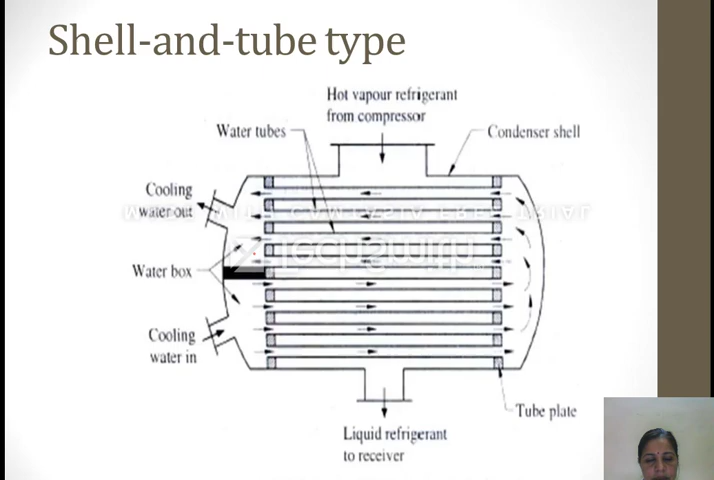 Shell-and-tube type
Hot vapour refrigerant
from compressor
Water tubes
Condenser shell
Cooling
water out
Water box
Cooling
water in
Tube plate
Liquid refrigerant
to receiver